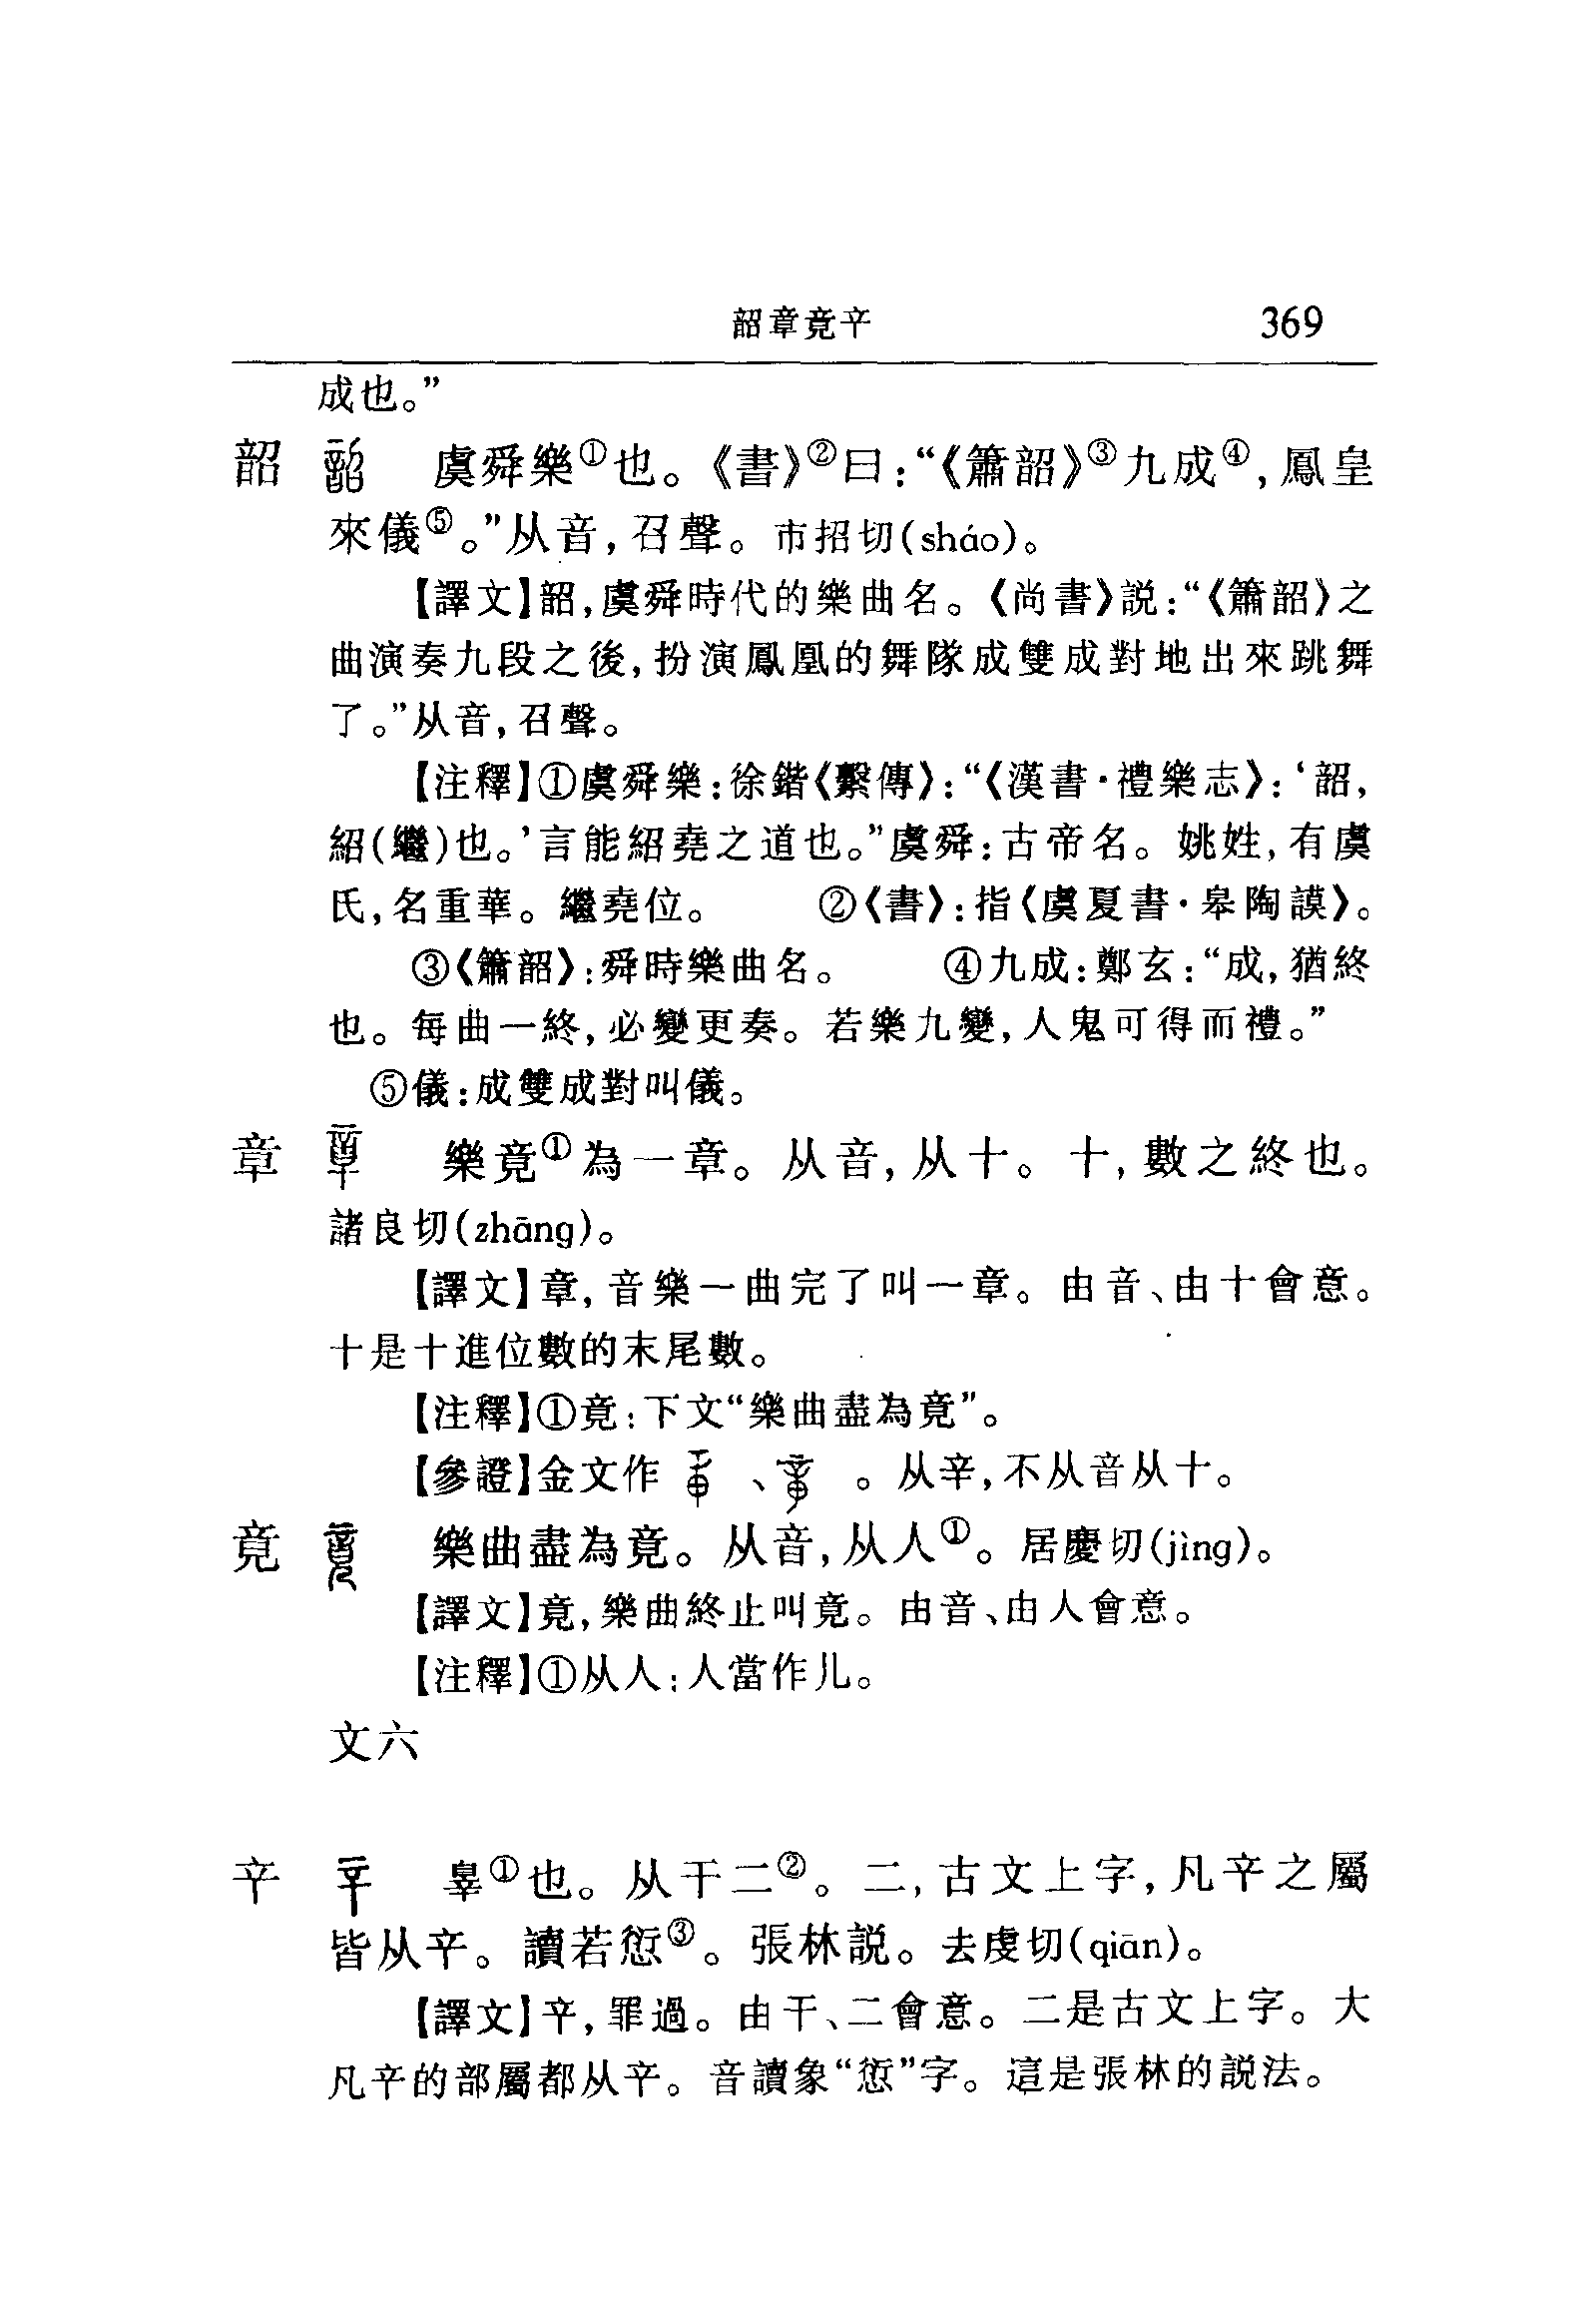 韶章竟䇂 369
成也。”
韶 虞舜樂①也。《書》②曰：“《簫韶》③九成④，鳳皇
來儀⑤。”从音，召聲。市招切(sháo)。
【譯文】韶，虞舜時代的樂曲名。《尚書》説：“《簫韶》之
曲演奏九段之後，扮演鳳凰的舞隊成雙成對地出來跳舞
了。”从音，召聲。
【注釋】①虞舜樂：徐鍇《繫傳》：“《漢書·禮樂志》：‘韶，
紹(繼)也。’言能紹堯之道也。”虞舜：古帝名。姚姓，有虞
氏，名重華。繼堯位。 ②《書》：指《虞夏書·皋陶謨》。
③《簫韶》：舜時樂曲名。 ④九成：鄭玄：“成，猶終
也。每曲一終，必變更奏。若樂九變，人鬼可得而禮。”
⑤儀：成雙成對叫儀。
章 樂竟①為一章。从音，从十。十，數之終也。
諸良切(zhāng)。
【譯文】章，音樂一曲完了叫一章。由音、由十會意。
十是十進位數的末尾數。
【注釋】①竟：下文“樂曲盡為竟”。
【參證】金文作 、 。从辛，不从音从十。
竟 樂曲盡為竟。从音，从人①。居慶切(jìng)。
【譯文】竟，樂曲終止叫竟。由音、由人會意。
【注釋】①从人：人當作儿。
文六
䇂 辠①也。从干二②。二，古文上字，凡䇂之屬
皆从䇂。讀若愆③。張林説。去虔切(qiān)。
【譯文】䇂，罪過。由干、二會意。二是古文上字。大
凡䇂的部屬都从䇂。音讀象“愆”字。這是張林的説法。